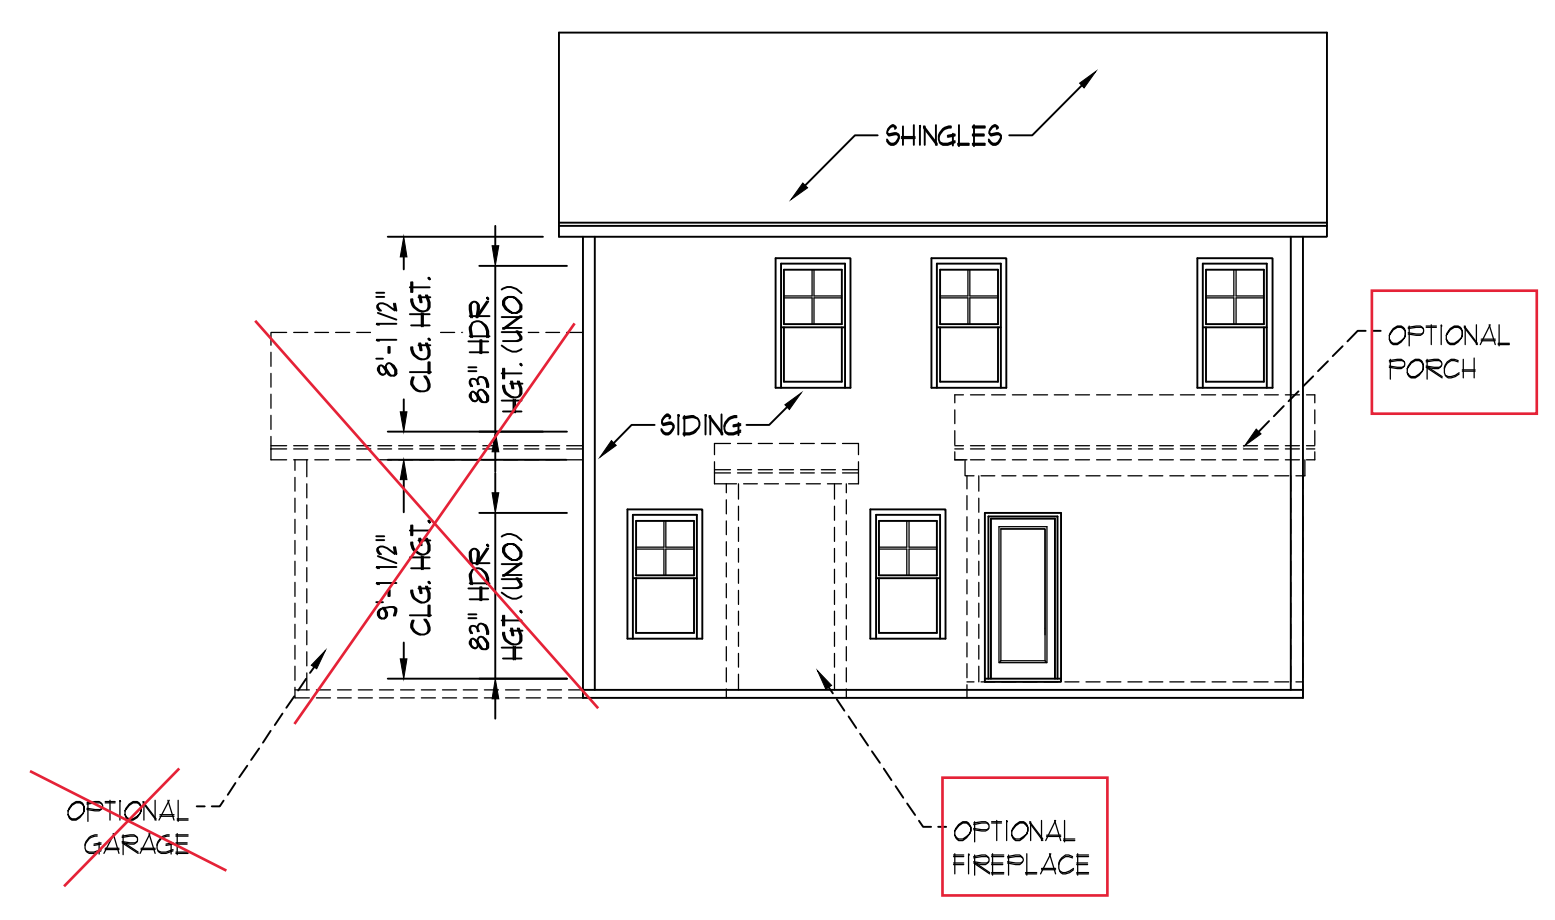 SHINGLES
8'-1 1/2"
CLG. HGT.
83" HDR.
HGT. (UNO)
OPTIONAL
PORCH
SIDING
9'-1 1/2"
CLG. HGT.
83" HDR.
HGT. (UNO)
OPTIONAL
GARAGE
OPTIONAL
FIREPLACE